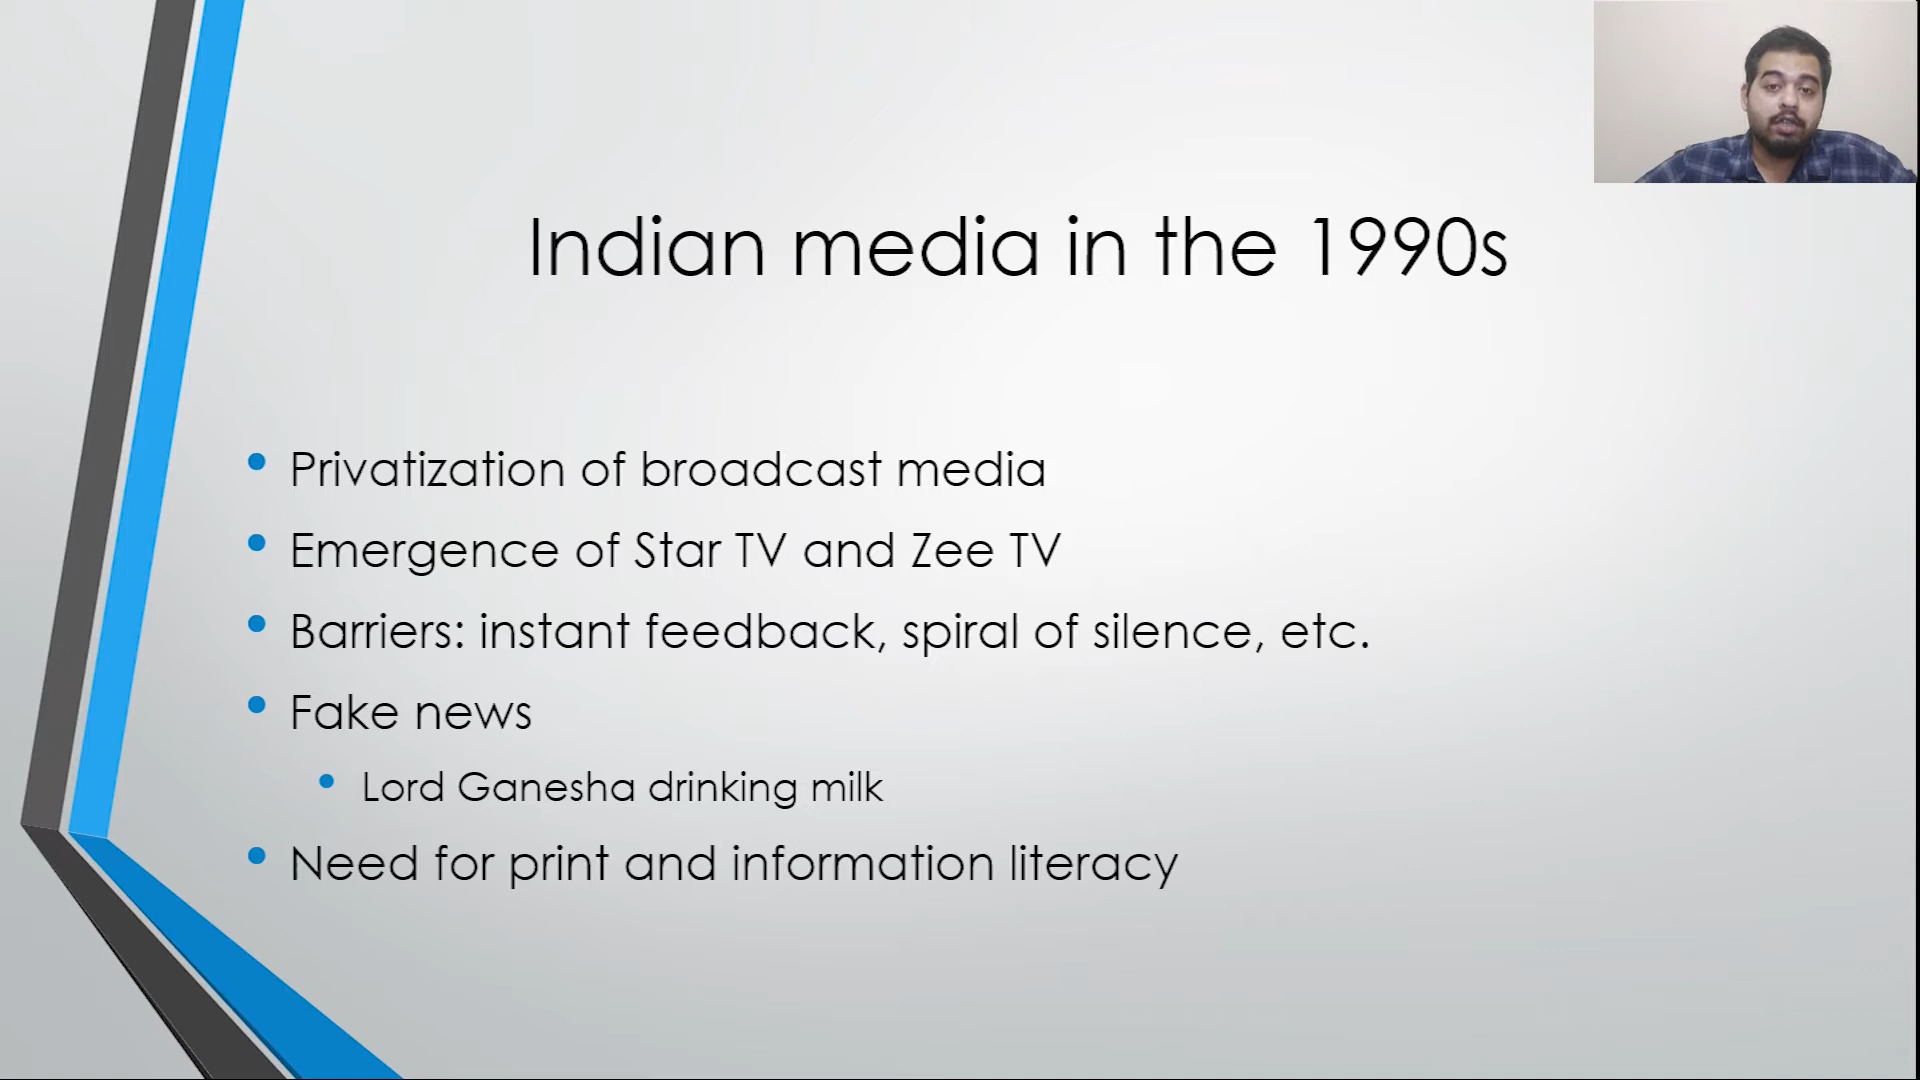 Indian media in the 1990s
Privatization of broadcast media
Emergence of Star TV and Zee TV
Barriers: instant feedback, spiral of silence, etc.
Fake news
Lord Ganesha drinking milk
Need for print and information literacy